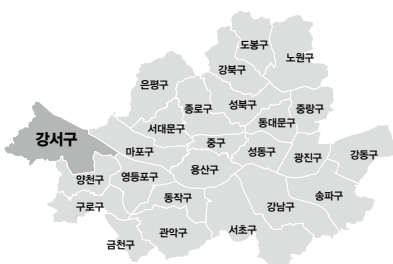 도봉구
노원구
강북구
은평구
종로구
성북구
중랑구
동대문구
서대문구
강서구
중구
마포구
성동구
강동구
광진구
용산구
양천구
영등포구
동작구
송파구
강남구
구로구
서초구
관악구
금천구